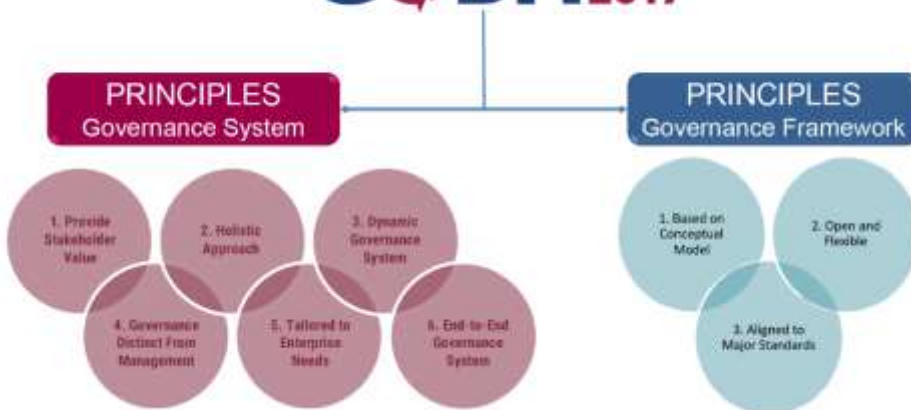 PRINCIPLES
Governance System
PRINCIPLES
Governance Framework
1. Provide
Stakeholder
Value
2. Holistic
Approach
3. Dynamic
Governance
System
4. Governance
Distinct From
Management
5. Tailored to
Enterprise
Needs
6. End-to-End
Governance
System
1. Based on
Conceptual
Model
2. Open and
Flexible
3. Aligned to
Major Standards